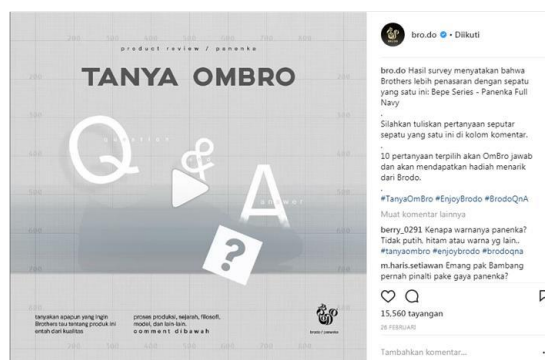 product review / panenka
TANYA OMBRO
Q & A
question
answer
?
tanyakan apapun yang ingin
Brothers tau tentang produk ini
entah dari kualitas
proses produksi, sejarah, filosofi,
model, dan lain-lain.
comment dibawah
brodo / panenka
bro.do • Diikuti
bro.do Hasil survey menyatakan bahwa
Brothers lebih penasaran dengan sepatu
yang satu ini: Bepe Series - Panenka Full
Navy
.
Silahkan tuliskan pertanyaan seputar
sepatu yang satu ini di kolom komentar.
.
10 pertanyaan terpilih akan OmBro jawab
dan akan mendapatkan hadiah menarik
dari Brodo.
.
#TanyaOmBro #EnjoyBrodo #BrodoQnA
Muat komentar lainnya
berry_0291 Kenapa warnanya panenka?
Tidak putih, hitam atau warna yg lain..
#tanyaombro #enjoybrodo #brodoqna
m.haris.setiawan Emang pak Bambang
pernah pinalti pake gaya panenka?
15,560 tayangan
26 FEBRUARI
Tambahkan komentar...